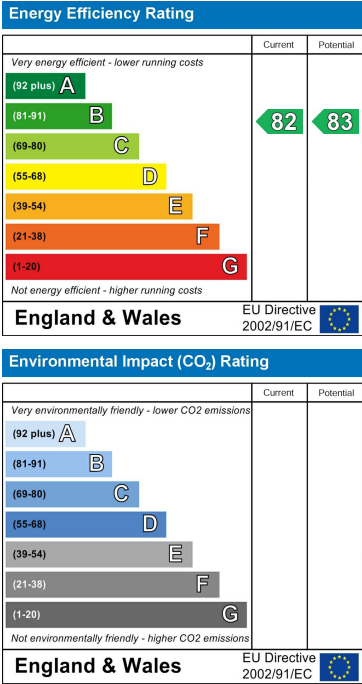 Energy Efficiency Rating
Current Potential
Very energy efficient - lower running costs
(92 plus) A
(81-91) B 82 83
(69-80) C
(55-68) D
(39-54) E
(21-38) F
(1-20) G
Not energy efficient - higher running costs
England & Wales EU Directive
2002/91/EC
Environmental Impact (CO₂) Rating
Current Potential
Very environmentally friendly - lower CO2 emissions
(92 plus) A
(81-91) B
(69-80) C
(55-68) D
(39-54) E
(21-38) F
(1-20) G
Not environmentally friendly - higher CO2 emissions
England & Wales EU Directive
2002/91/EC